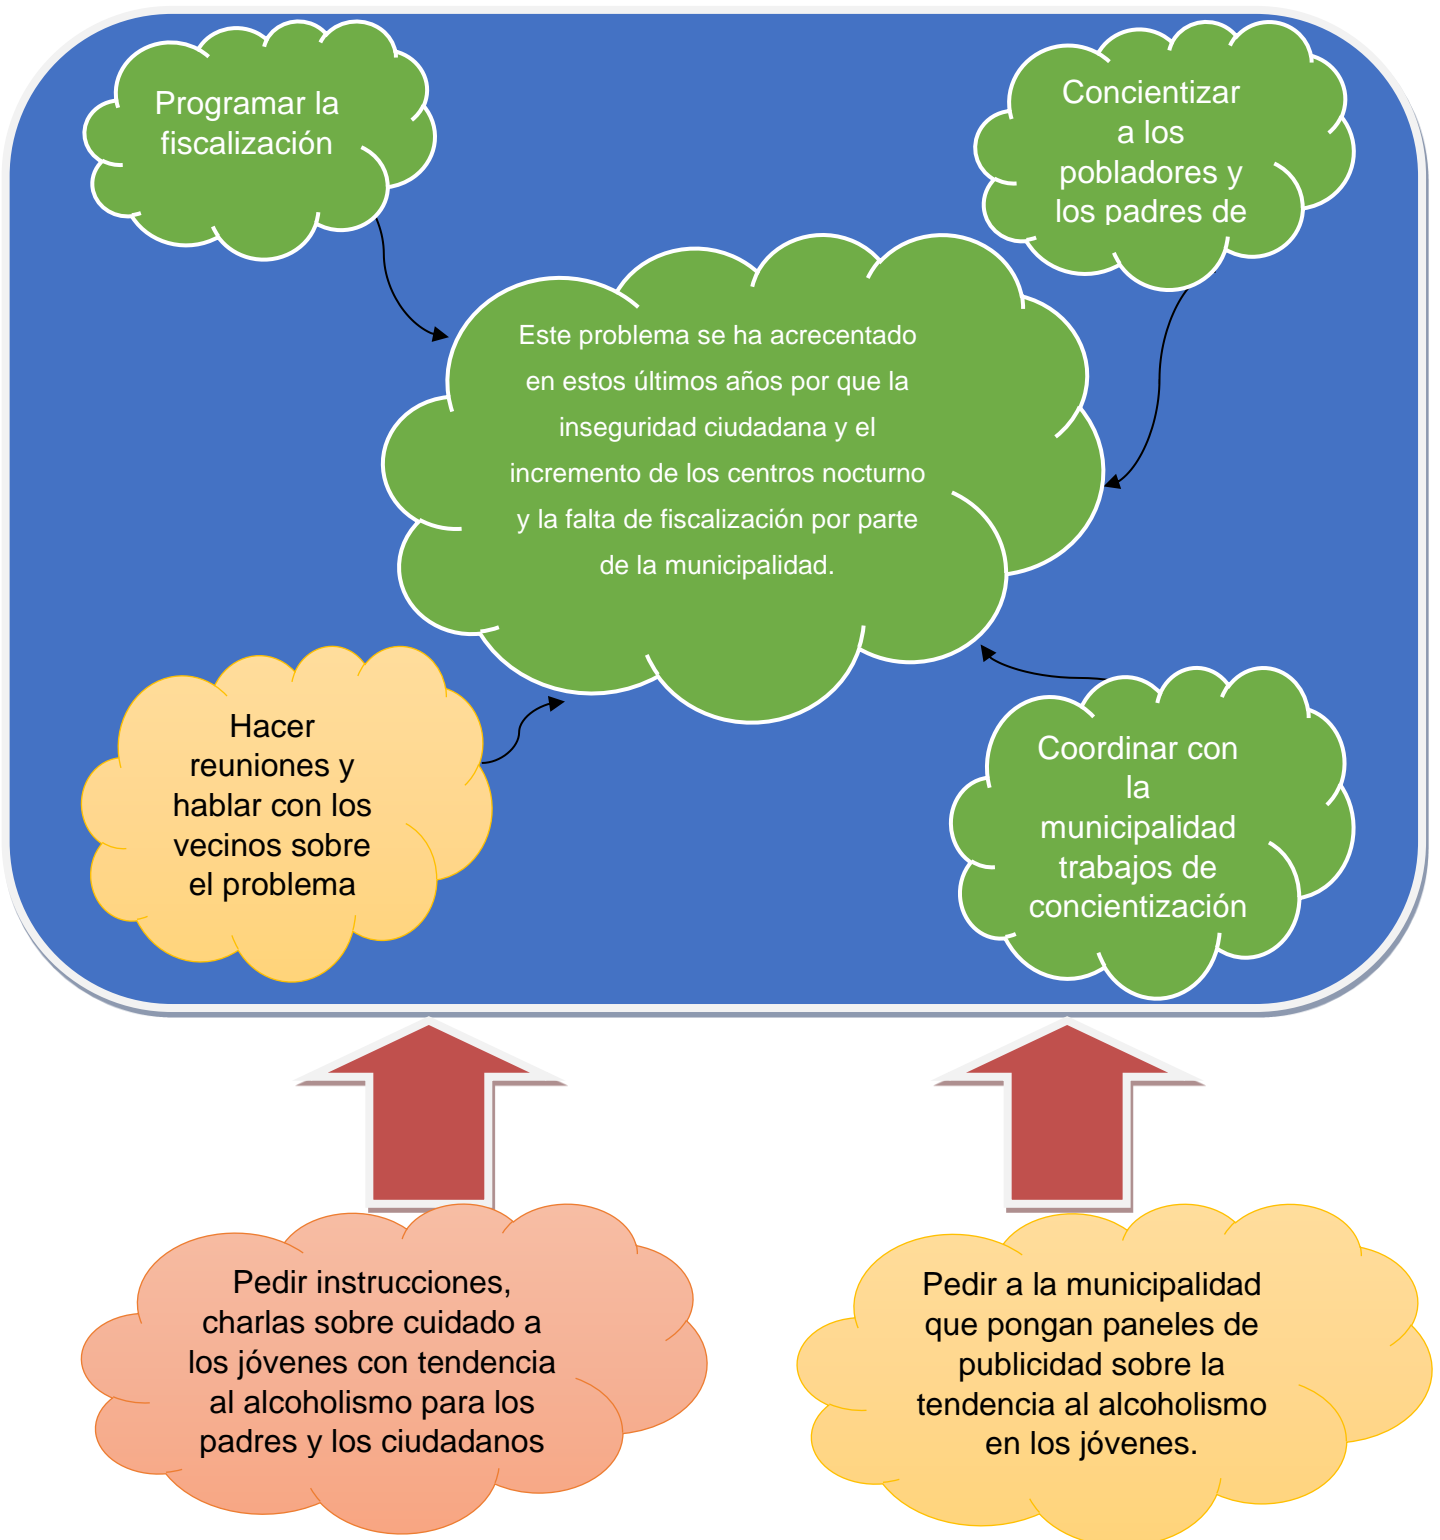 Programar la
fiscalización
Concientizar
a los
pobladores y
los padres de
Este problema se ha acrecentado
en estos últimos años por que la
inseguridad ciudadana y el
incremento de los centros nocturno
y la falta de fiscalización por parte
de la municipalidad.
Hacer
reuniones y
hablar con los
vecinos sobre
el problema
Coordinar con
la
municipalidad
trabajos de
concientización
Pedir instrucciones,
charlas sobre cuidado a
los jóvenes con tendencia
al alcoholismo para los
padres y los ciudadanos
Pedir a la municipalidad
que pongan paneles de
publicidad sobre la
tendencia al alcoholismo
en los jóvenes.